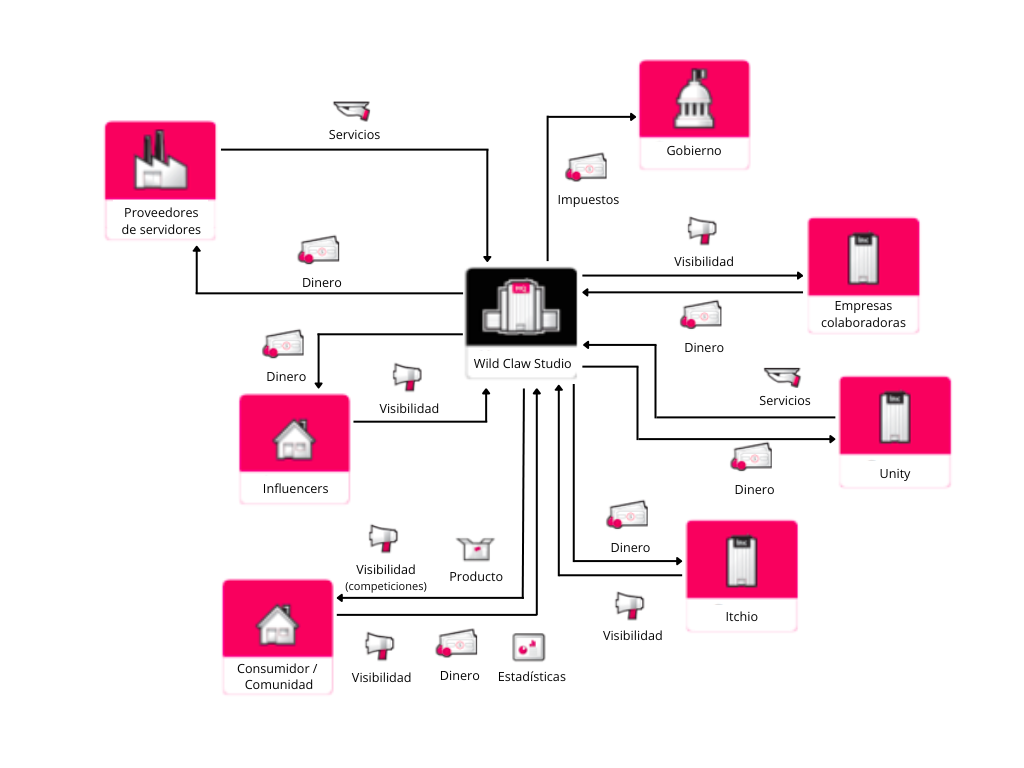 Gobierno
Servicios
Impuestos
Proveedores
de servidores
Visibilidad
Dinero
Empresas
colaboradoras
Dinero
Wild Claw Studio
Dinero
Visibilidad
Servicios
Influencers
Unity
Dinero
Dinero
Visibilidad
(competiciones)
Producto
Itchio
Visibilidad
Consumidor /
Comunidad
Visibilidad
Dinero
Estadísticas